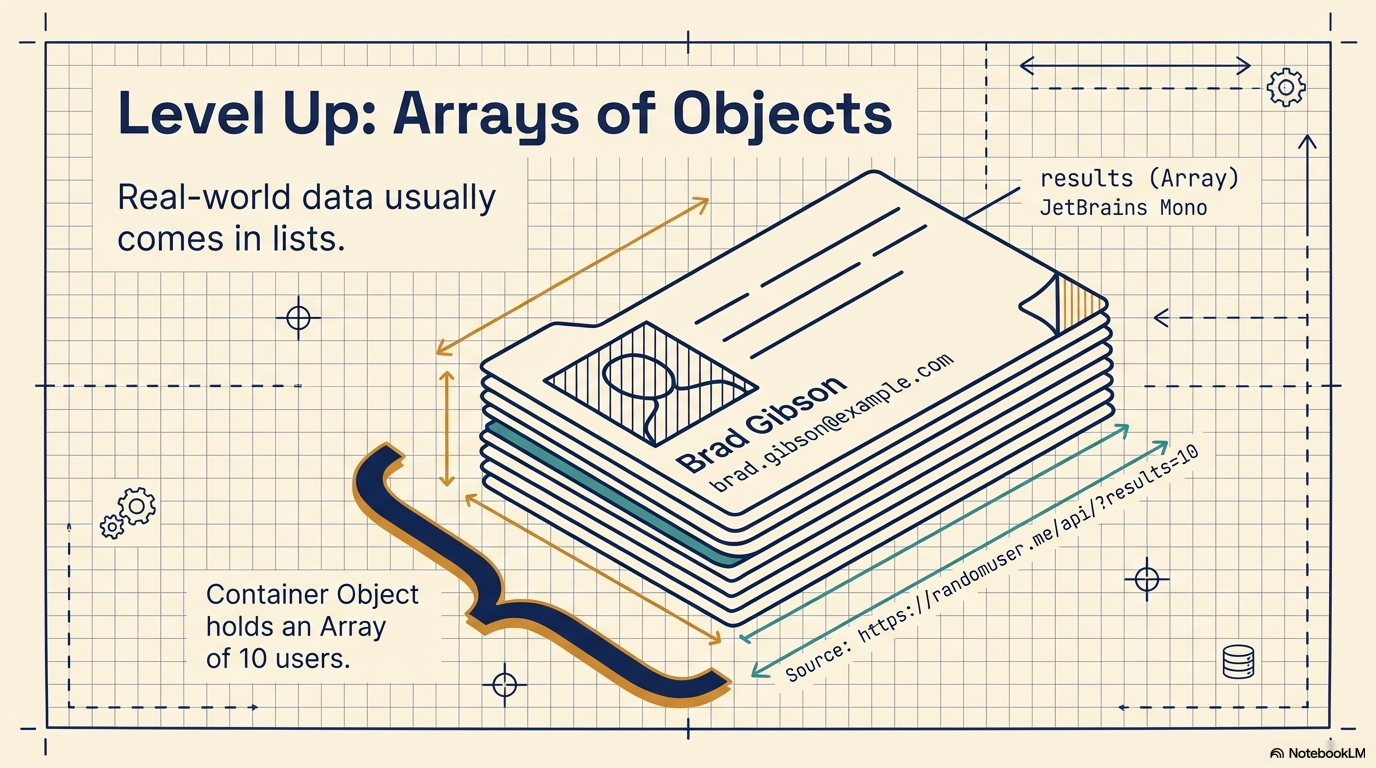 Level Up: Arrays of Objects
Real-world data usually
comes in lists.
results (Array)
JetBrains Mono
Brad Gibson
brad.gibson@example.com
Source: https://randomuser.me/api/?results=10
Container Object
holds an Array
of 10 users.
NotebookLM